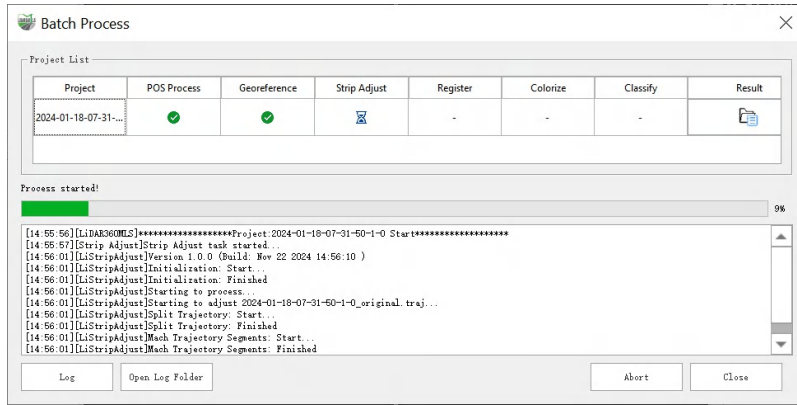 Batch Process
Project List
Project POS Process Georeference Strip Adjust Register Colorize Classify Result
2024-01-18-07-31-... - - -
Process started!
9%
[14:55:56][LiDAR360MLS]*******************Project:2024-01-18-07-31-50-1-0 Start*******************
[14:55:57][Strip Adjust]Strip Adjust task started...
[14:56:01][LiStripAdjust]Version 1.0.0 (Build: Nov 22 2024 14:56:10 )
[14:56:01][LiStripAdjust]Initialization: Start...
[14:56:01][LiStripAdjust]Initialization: Finished
[14:56:01][LiStripAdjust]Starting to process...
[14:56:01][LiStripAdjust]Starting to adjust 2024-01-18-07-31-50-1-0_original.traj...
[14:56:01][LiStripAdjust]Split Trajectory: Start...
[14:56:01][LiStripAdjust]Split Trajectory: Finished
[14:56:01][LiStripAdjust]Mach Trajectory Segments: Start...
[14:56:01][LiStripAdjust]Mach Trajectory Segments: Finished
Log Open Log Folder Abort Close